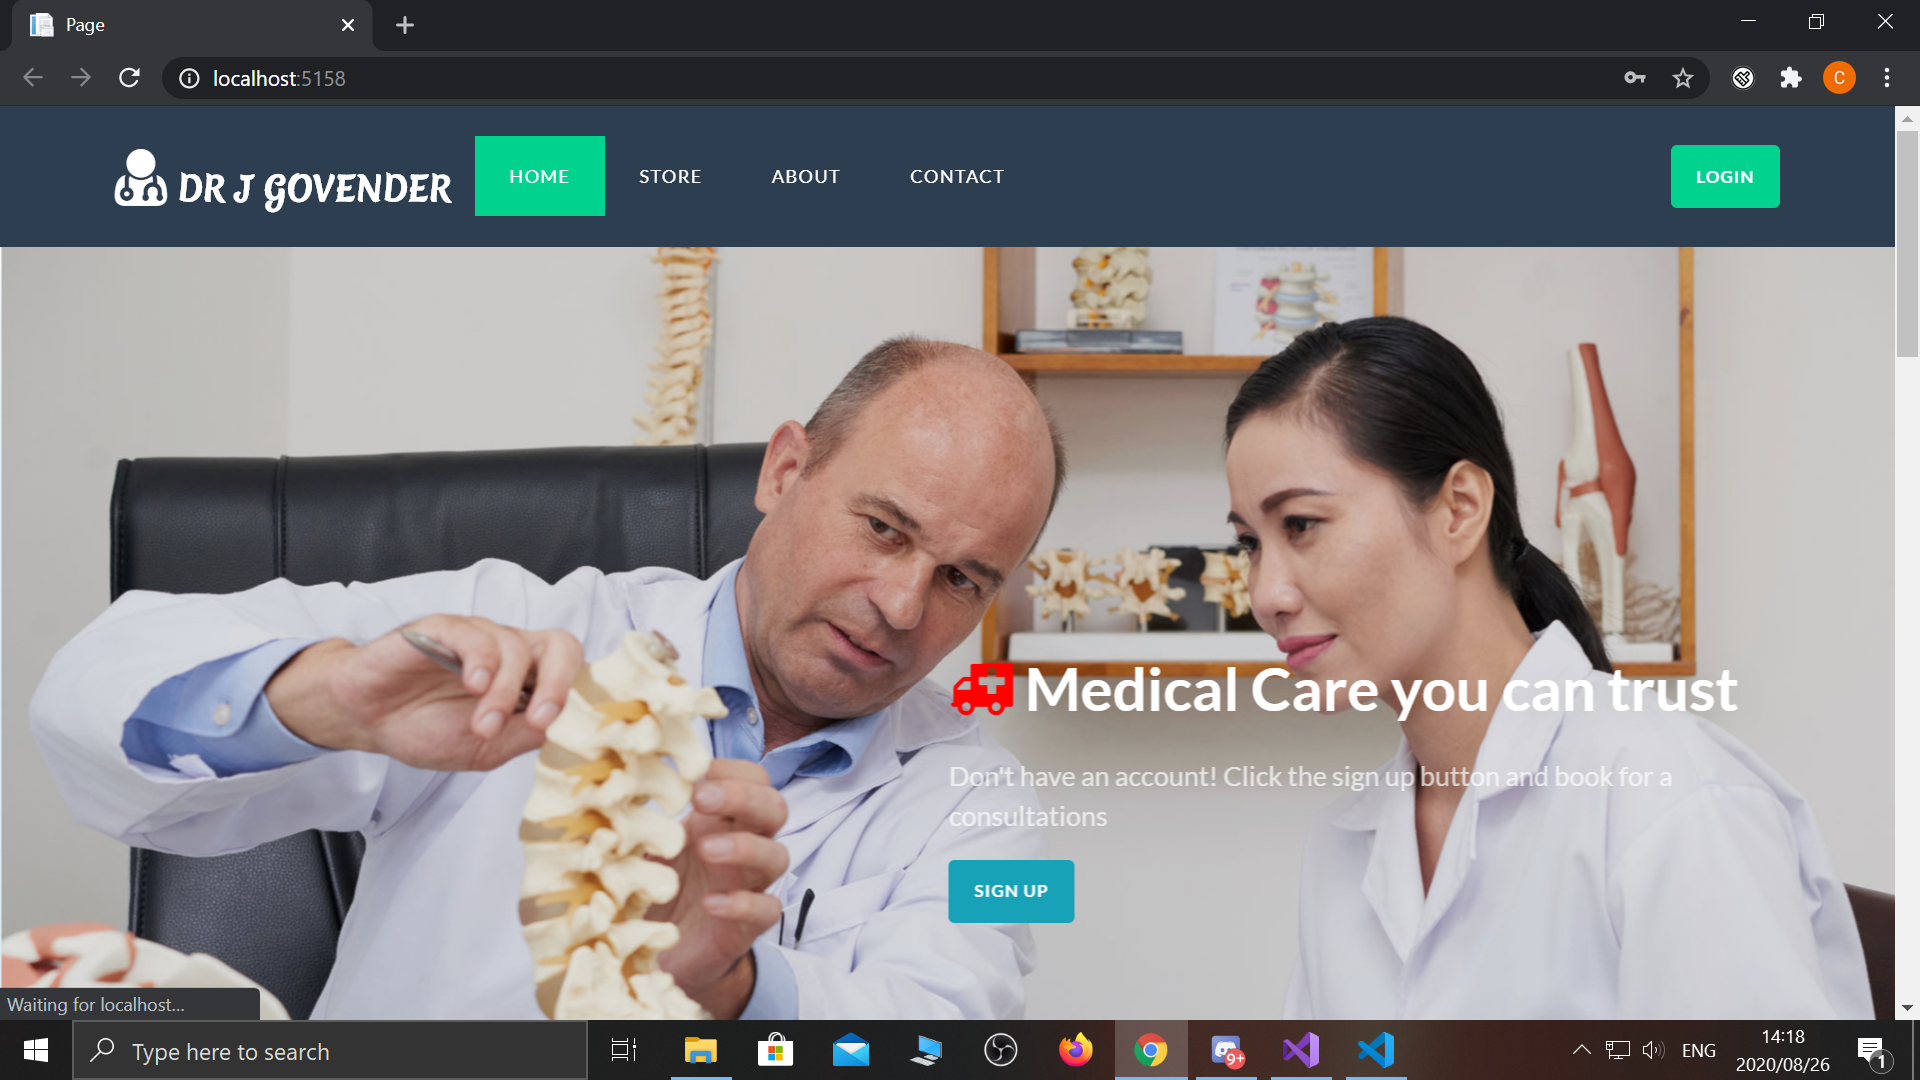 Page
localhost:5158
DR J GOVENDER
HOME
STORE
ABOUT
CONTACT
LOGIN
Medical Care you can trust
Don't have an account! Click the sign up button and book for a
consultations
SIGN UP
Waiting for localhost...
Type here to search
9+
ENG
14:18
2020/08/26
1
C